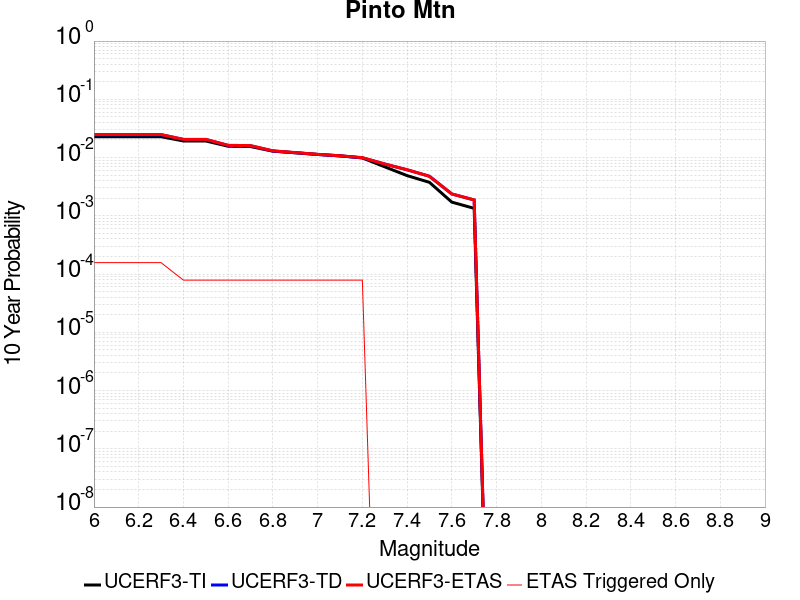 Pinto Mtn
10 Year Probability
10^0
10^-1
10^-2
10^-3
10^-4
10^-5
10^-6
10^-7
10^-8
6 6.2 6.4 6.6 6.8 7 7.2 7.4 7.6 7.8 8 8.2 8.4 8.6 8.8 9
Magnitude
UCERF3-TI UCERF3-TD UCERF3-ETAS ETAS Triggered Only